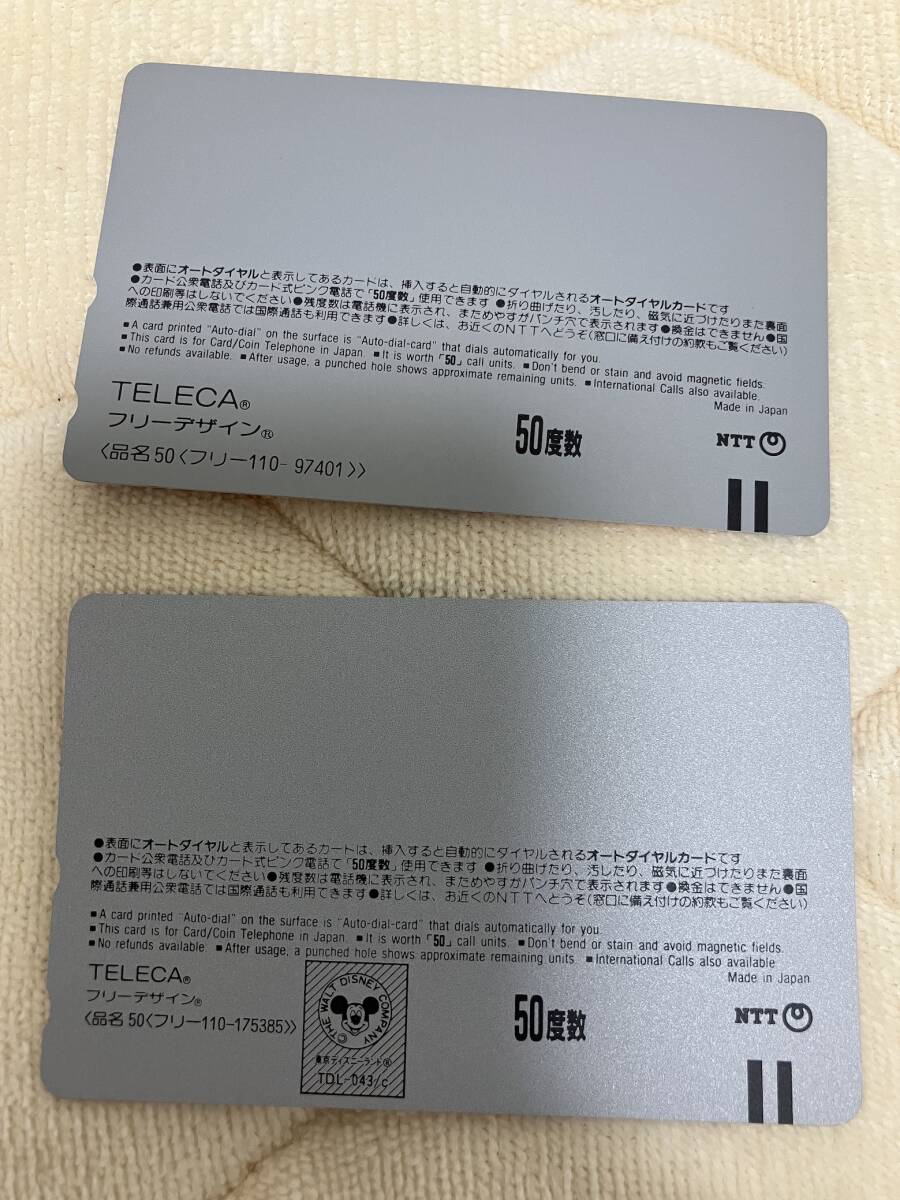 ●表面にオートダイヤルと表示してあるカードは、挿入すると自動的にダイヤルされるオートダイヤルカードです
●カード公衆電話及びカード式ピンク電話で「50度数」使用できます ●折り曲げたり、汚したり、磁気に近づけたりまた裏面
への印刷等はしないでください●残度数は電話機に表示され、まためやすがパンチ穴で表示されます●換金はできません●国
際通話兼用公衆電話では国際通話も利用できます●詳しくは、お近くのNTTへどうぞ(窓口に備え付けの約款もご覧ください)
■A card printed "Auto-dial" on the surface is "Auto-dial-card" that dials automatically for you.
■This card is for Card/Coin Telephone in Japan. ■It is worth「50」call units. ■Don't bend or stain and avoid magnetic fields.
■No refunds available. ■After usage, a punched hole shows approximate remaining units. ■International Calls also available.
Made in Japan
TELECA®
フリーデザイン®
〈品名50〈フリー110-97401〉〉
50度数
NTT
●表面にオートダイヤルと表示してあるカードは、挿入すると自動的にダイヤルされるオートダイヤルカードです
●カード公衆電話及びカード式ピンク電話で「50度数」使用できます ●折り曲げたり、汚したり、磁気に近づけたりまた裏面
への印刷等はしないでください●残度数は電話機に表示され、まためやすがパンチ穴で表示されます●換金はできません●国
際通話兼用公衆電話では国際通話も利用できます●詳しくは、お近くのNTTへどうぞ(窓口に備え付けの約款もご覧ください)
■A card printed "Auto-dial" on the surface is "Auto-dial-card" that dials automatically for you.
■This card is for Card/Coin Telephone in Japan. ■It is worth「50」call units. ■Don't bend or stain and avoid magnetic fields.
■No refunds available. ■After usage, a punched hole shows approximate remaining units. ■International Calls also available.
Made in Japan
TELECA®
フリーデザイン®
〈品名50〈フリー110-175385〉〉
©THE WALT DISNEY COMPANY
東京ディズニーランド®
TDL-043/c
50度数
NTT